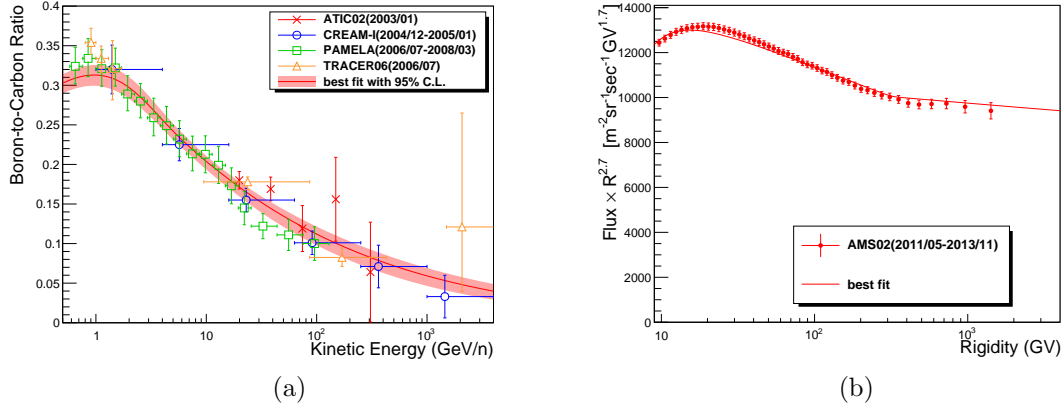 Boron-to-Carbon Ratio
0.4
0.35
0.3
0.25
0.2
0.15
0.1
0.05
0
ATIC02(2003/01)
CREAM-I(2004/12-2005/01)
PAMELA(2006/07-2008/03)
TRACER06(2006/07)
best fit with 95% C.L.
1 10 10² 10³
Kinetic Energy (GeV/n)
(a)
Flux × R^2.7 [m⁻²sr⁻¹sec⁻¹GV^1.7]
14000
12000
10000
8000
6000
4000
2000
0
AMS02(2011/05-2013/11)
best fit
10 10² 10³
Rigidity (GV)
(b)